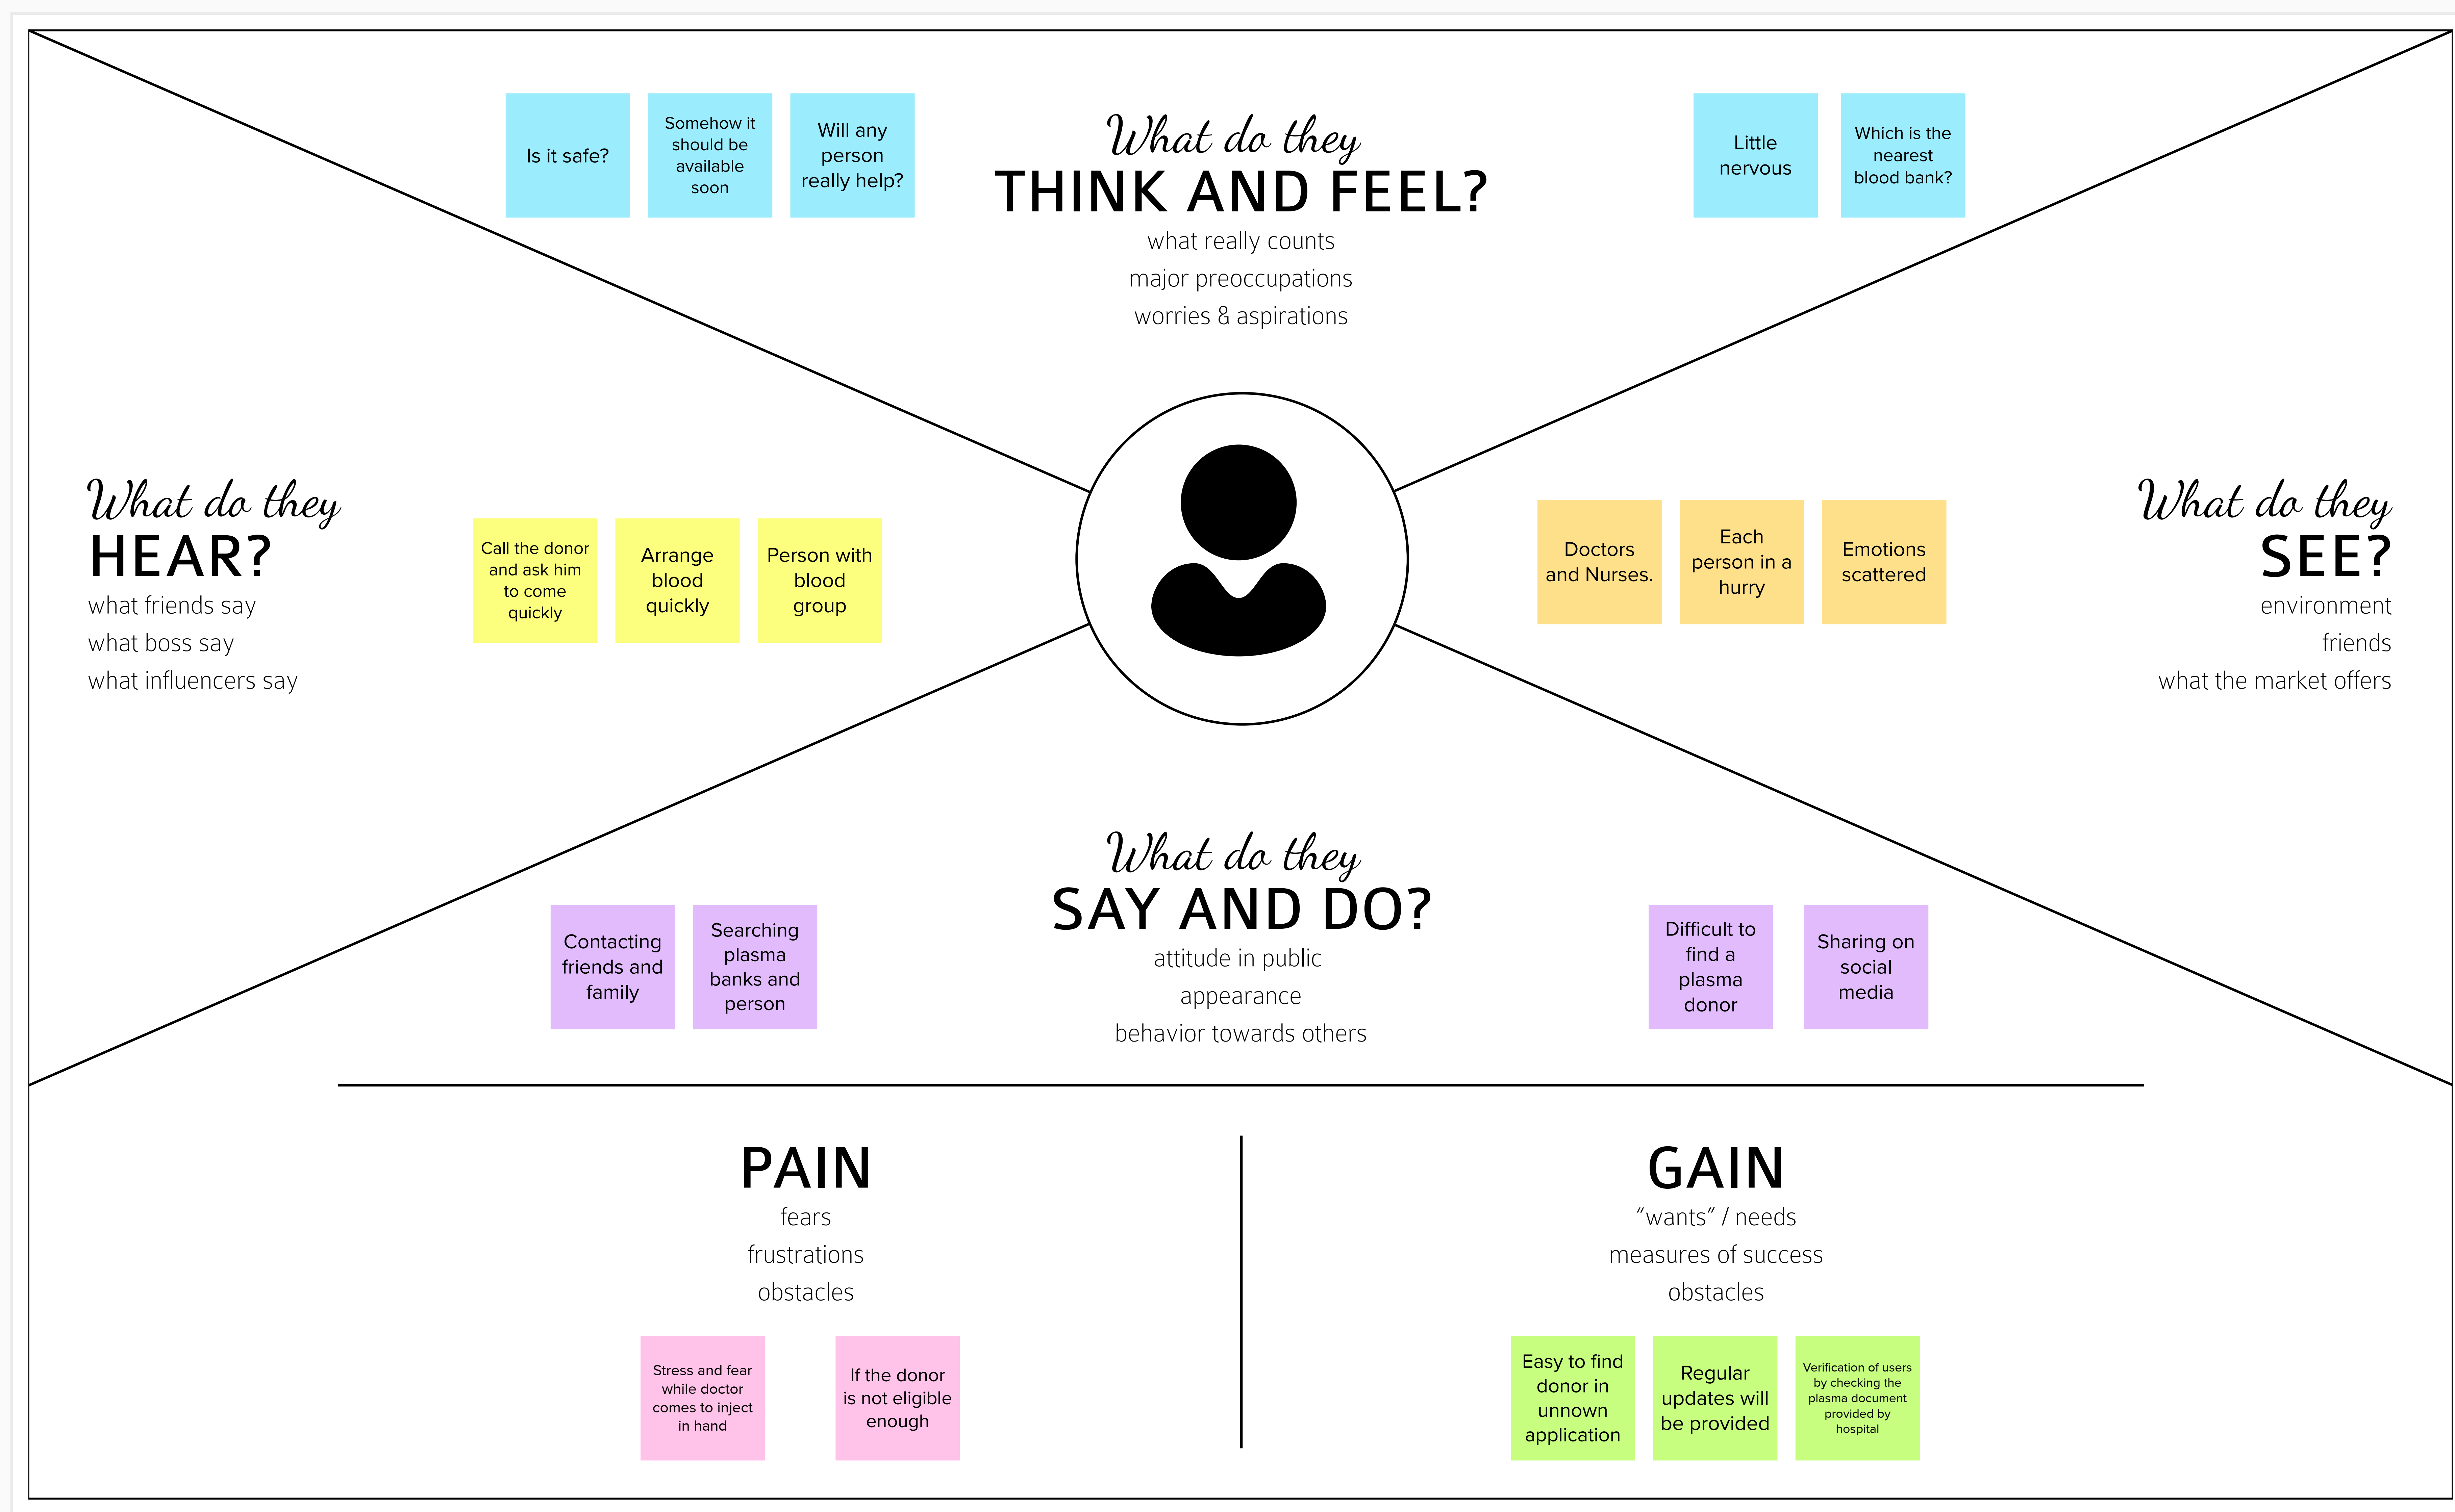 Is it safe?
Somehow it
should be
available
soon
Will any
person
really help?
What do they
THINK AND FEEL?
what really counts
major preoccupations
worries & aspirations
Little
nervous
Which is the
nearest
blood bank?
What do they
HEAR?
what friends say
what boss say
what influencers say
Call the donor
and ask him
to come
quickly
Arrange
blood
quickly
Person with
blood
group
Doctors
and Nurses.
Each
person in a
hurry
Emotions
scattered
What do they
SEE?
environment
friends
what the market offers
What do they
SAY AND DO?
attitude in public
appearance
behavior towards others
Contacting
friends and
family
Searching
plasma
banks and
person
Difficult to
find a
plasma
donor
Sharing on
social
media
PAIN
fears
frustrations
obstacles
Stress and fear
while doctor
comes to inject
in hand
If the donor
is not eligible
enough
GAIN
“wants” / needs
measures of success
obstacles
Easy to find
donor in
unnown
application
Regular
updates will
be provided
Verification of users
by checking the
plasma document
provided by
hospital